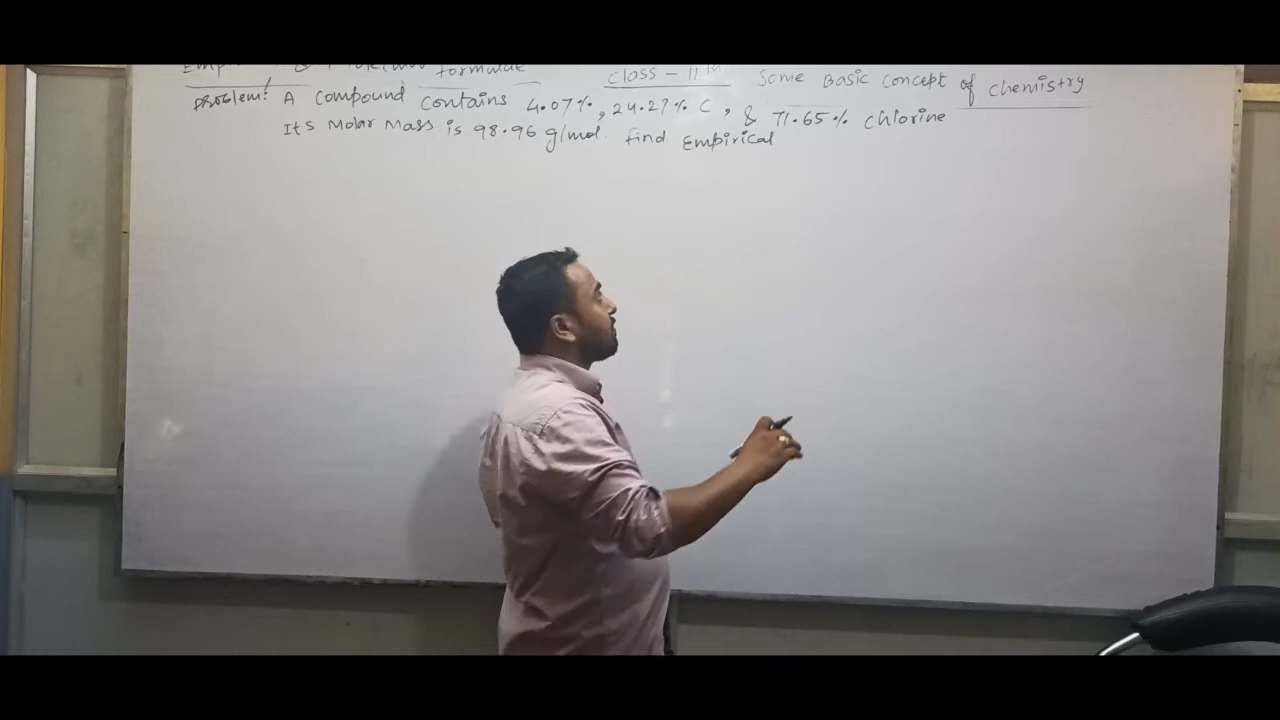 formulae class - 11th Some Basic Concept of chemistry
problem: A compound contains 4.07%, 24.27% C, & 71.65% chlorine
Its Molar Mass is 98.96 g/mol. find Empirical